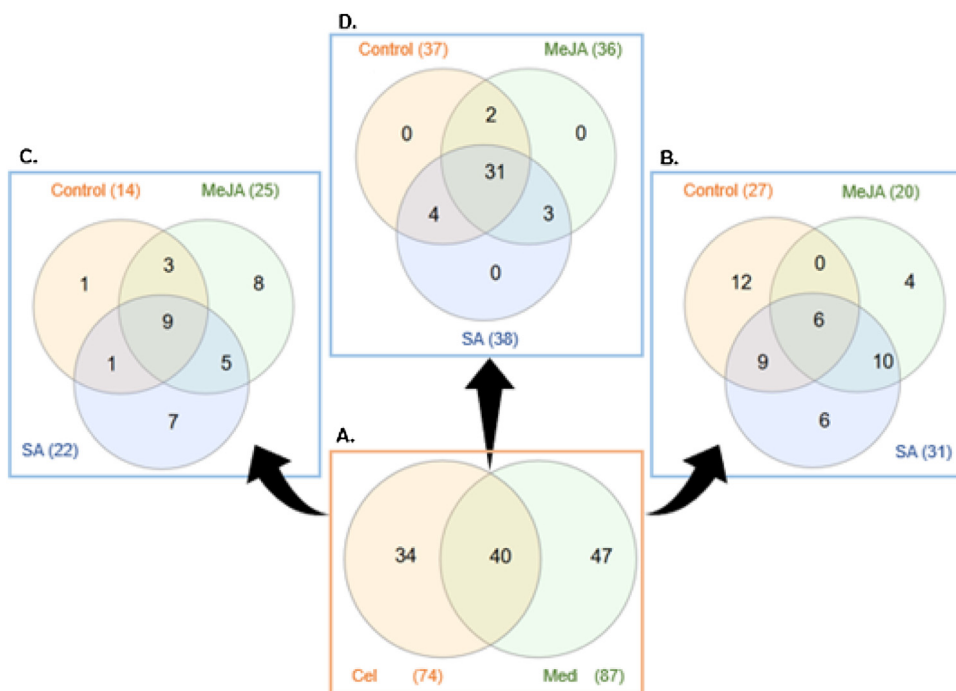 D.
Control (37) MeJA (36)
0 2 0
31
4 3
0
SA (38)
C.
Control (14) MeJA (25)
1 3 8
9
1 5
7
SA (22)
B.
Control (27) MeJA (20)
12 0 4
6
9 10
6
SA (31)
A.
34 40 47
Cel (74) Med (87)